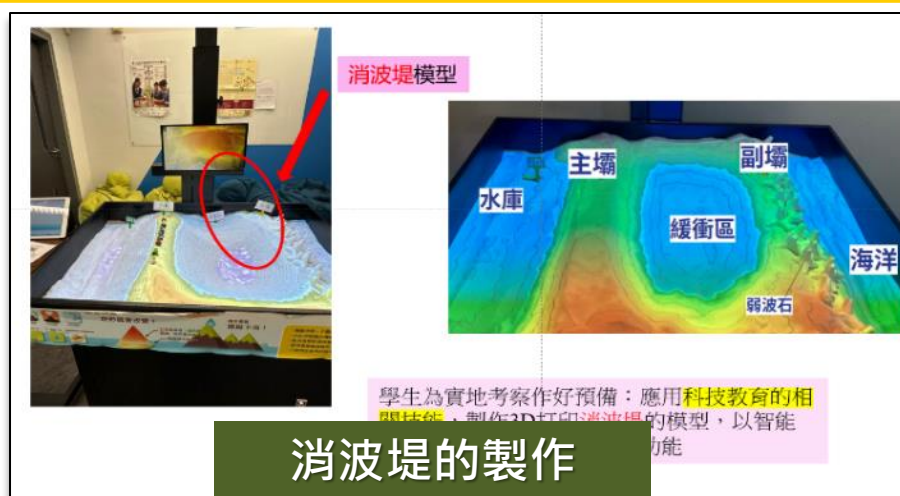 消波堤模型
主壩
副壩
水庫
緩衝區
海洋
弱波石
學生為實地考察作好預備：應用科技教育的相
關技能，製作3D打印消波堤的模型，以智能
功能
消波堤的製作